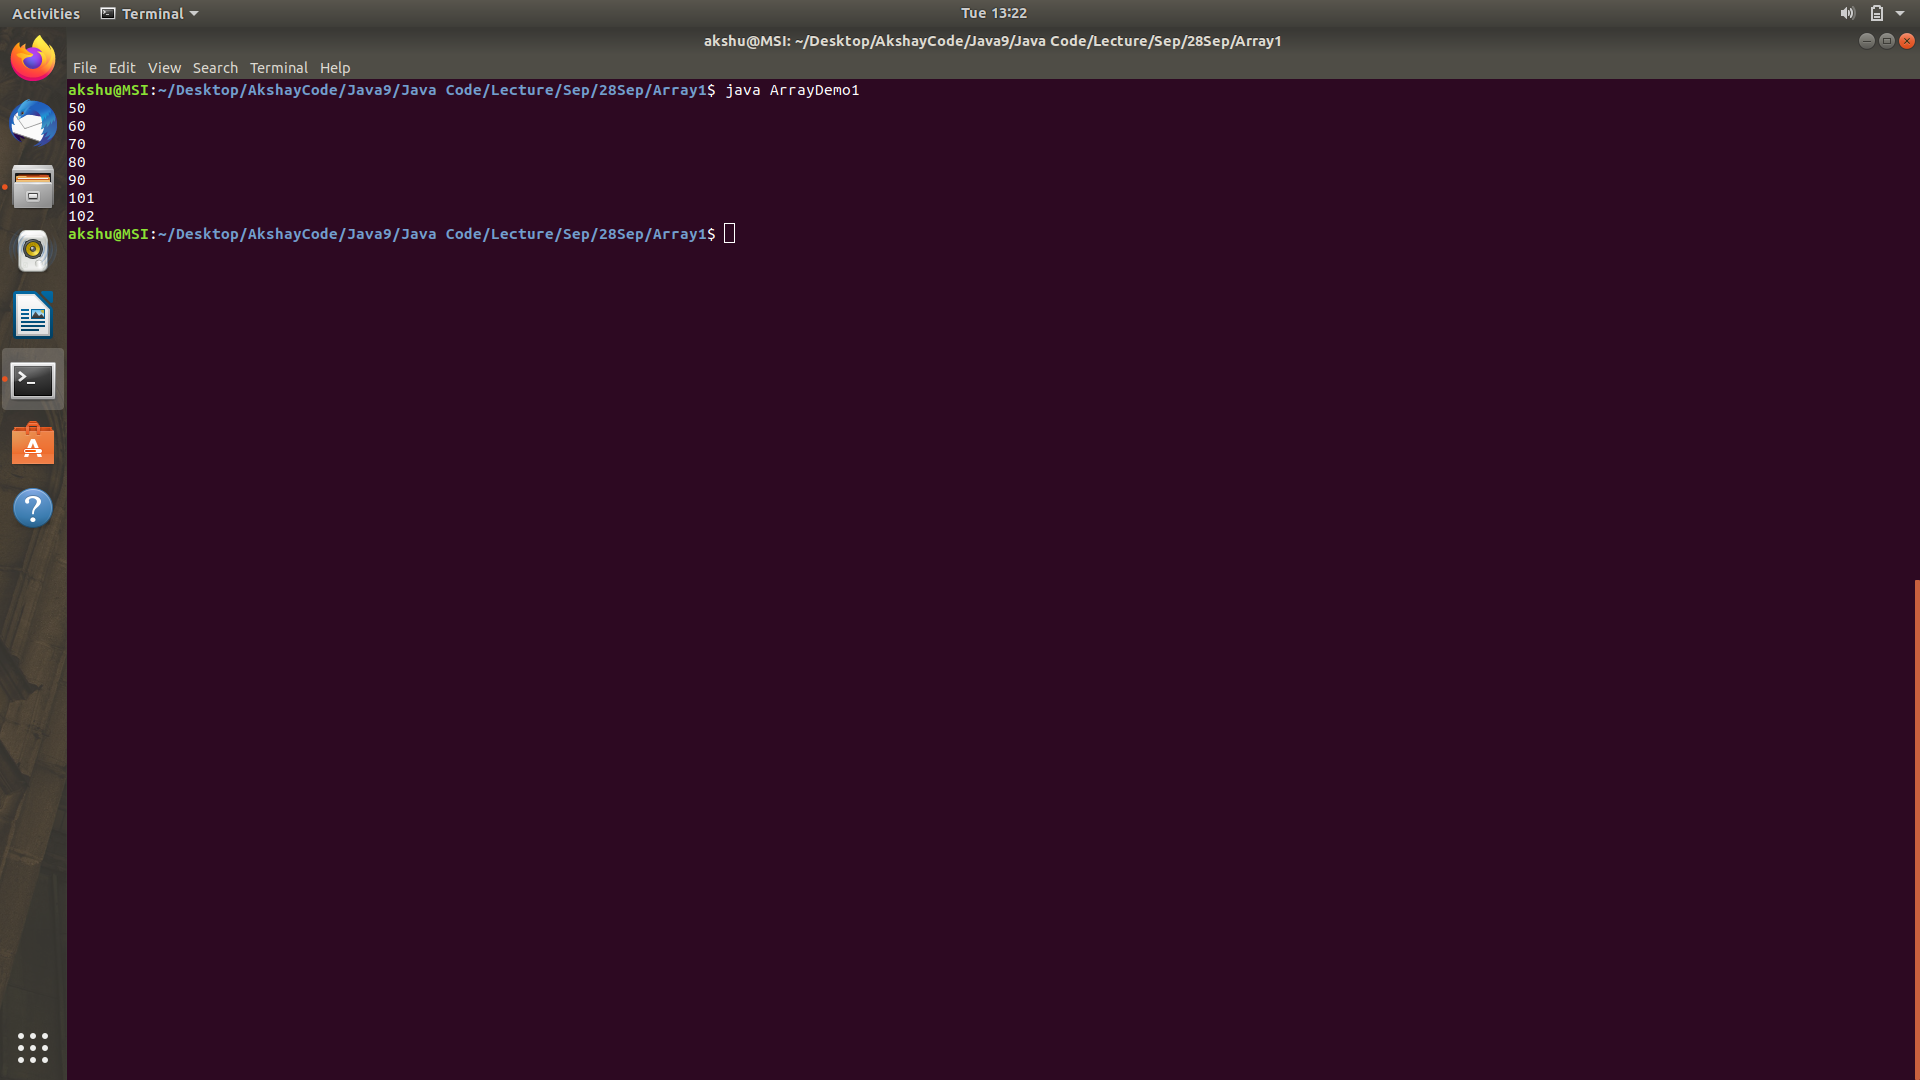 Activities Terminal Tue 13:22
akshu@MSI: ~/Desktop/AkshayCode/Java9/Java Code/Lecture/Sep/28Sep/Array1
File Edit View Search Terminal Help
akshu@MSI:~/Desktop/AkshayCode/Java9/Java Code/Lecture/Sep/28Sep/Array1$ java ArrayDemo1
50
60
70
80
90
101
102
akshu@MSI:~/Desktop/AkshayCode/Java9/Java Code/Lecture/Sep/28Sep/Array1$